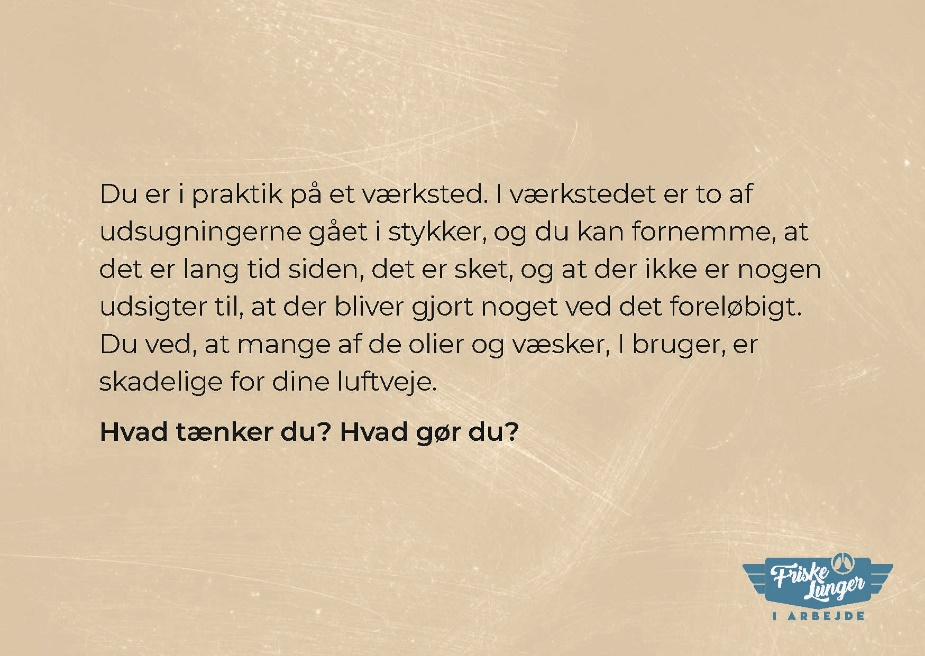 Du er i praktik på et værksted. I værkstedet er to af
udsugningerne gået i stykker, og du kan fornemme, at
det er lang tid siden, det er sket, og at der ikke er nogen
udsigter til, at der bliver gjort noget ved det foreløbigt.
Du ved, at mange af de olier og væsker, I bruger, er
skadelige for dine luftveje.
Hvad tænker du? Hvad gør du?
Friske
Lunger
I ARBEJDE